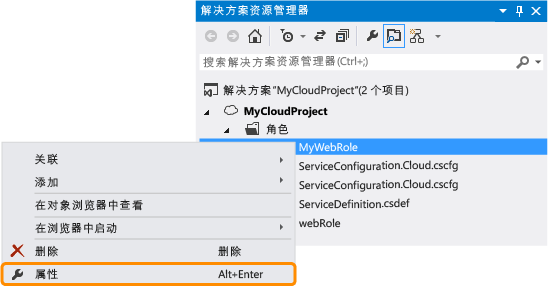 解决方案资源管理器
搜索解决方案资源管理器(Ctrl+;)
解决方案"MyCloudProject"(2 个项目)
MyCloudProject
角色
MyWebRole
ServiceConfiguration.Cloud.cscfg
ServiceConfiguration.Cloud.cscfg
ServiceDefinition.csdef
webRole
关联
添加
在对象浏览器中查看
在浏览器中启动
删除 删除
属性 Alt+Enter